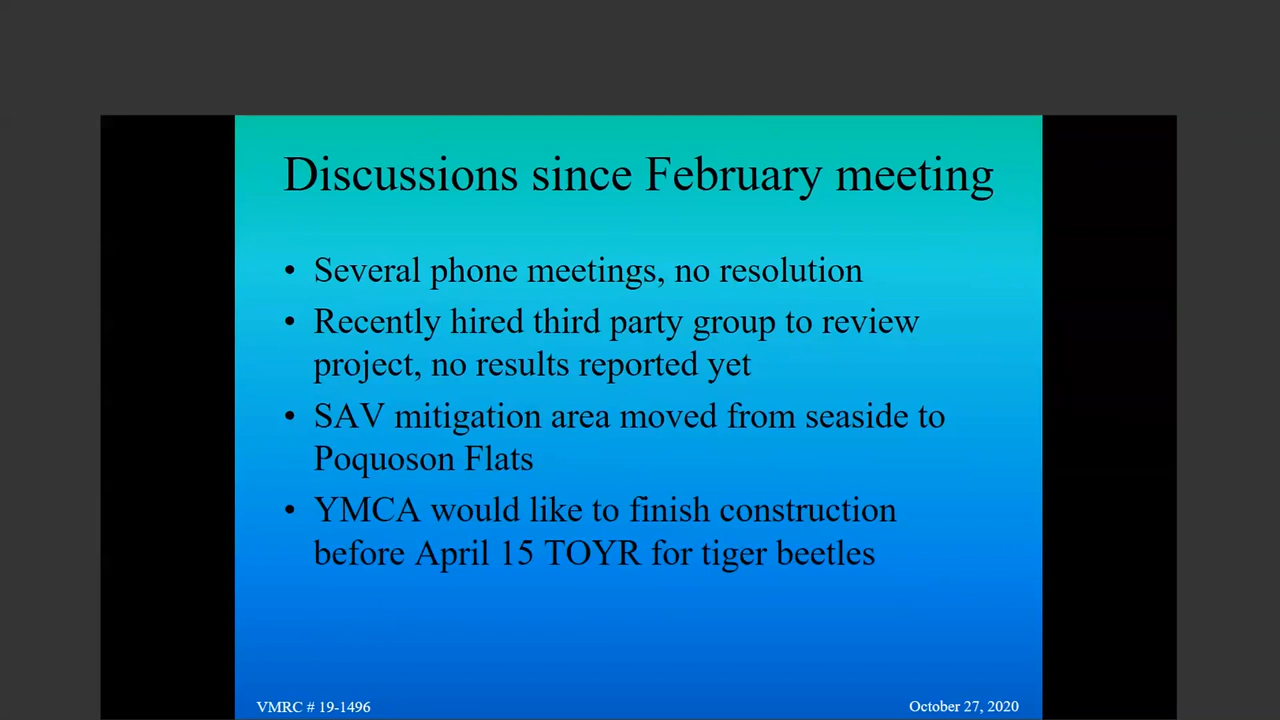 Discussions since February meeting
• Several phone meetings, no resolution
• Recently hired third party group to review
project, no results reported yet
• SAV mitigation area moved from seaside to
Poquoson Flats
• YMCA would like to finish construction
before April 15 TOYR for tiger beetles
VMRC # 19-1496
October 27, 2020